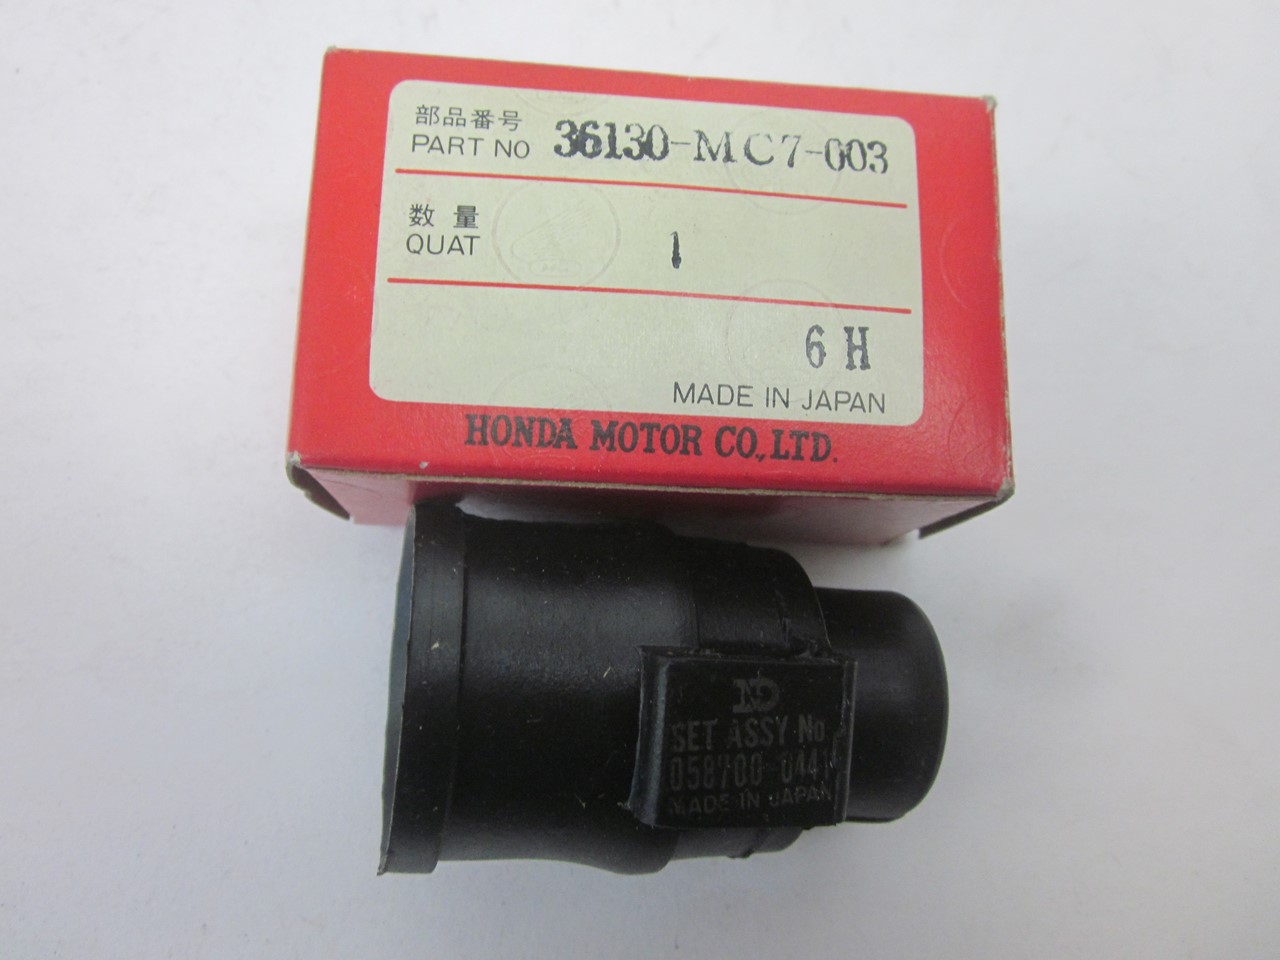 部品番号
PART NO 36130-MC7-003
数量
QUAT 1
6 H
MADE IN JAPAN
HONDA MOTOR CO., LTD.
ND
SET ASSY No
058700-0441
MADE IN JAPAN